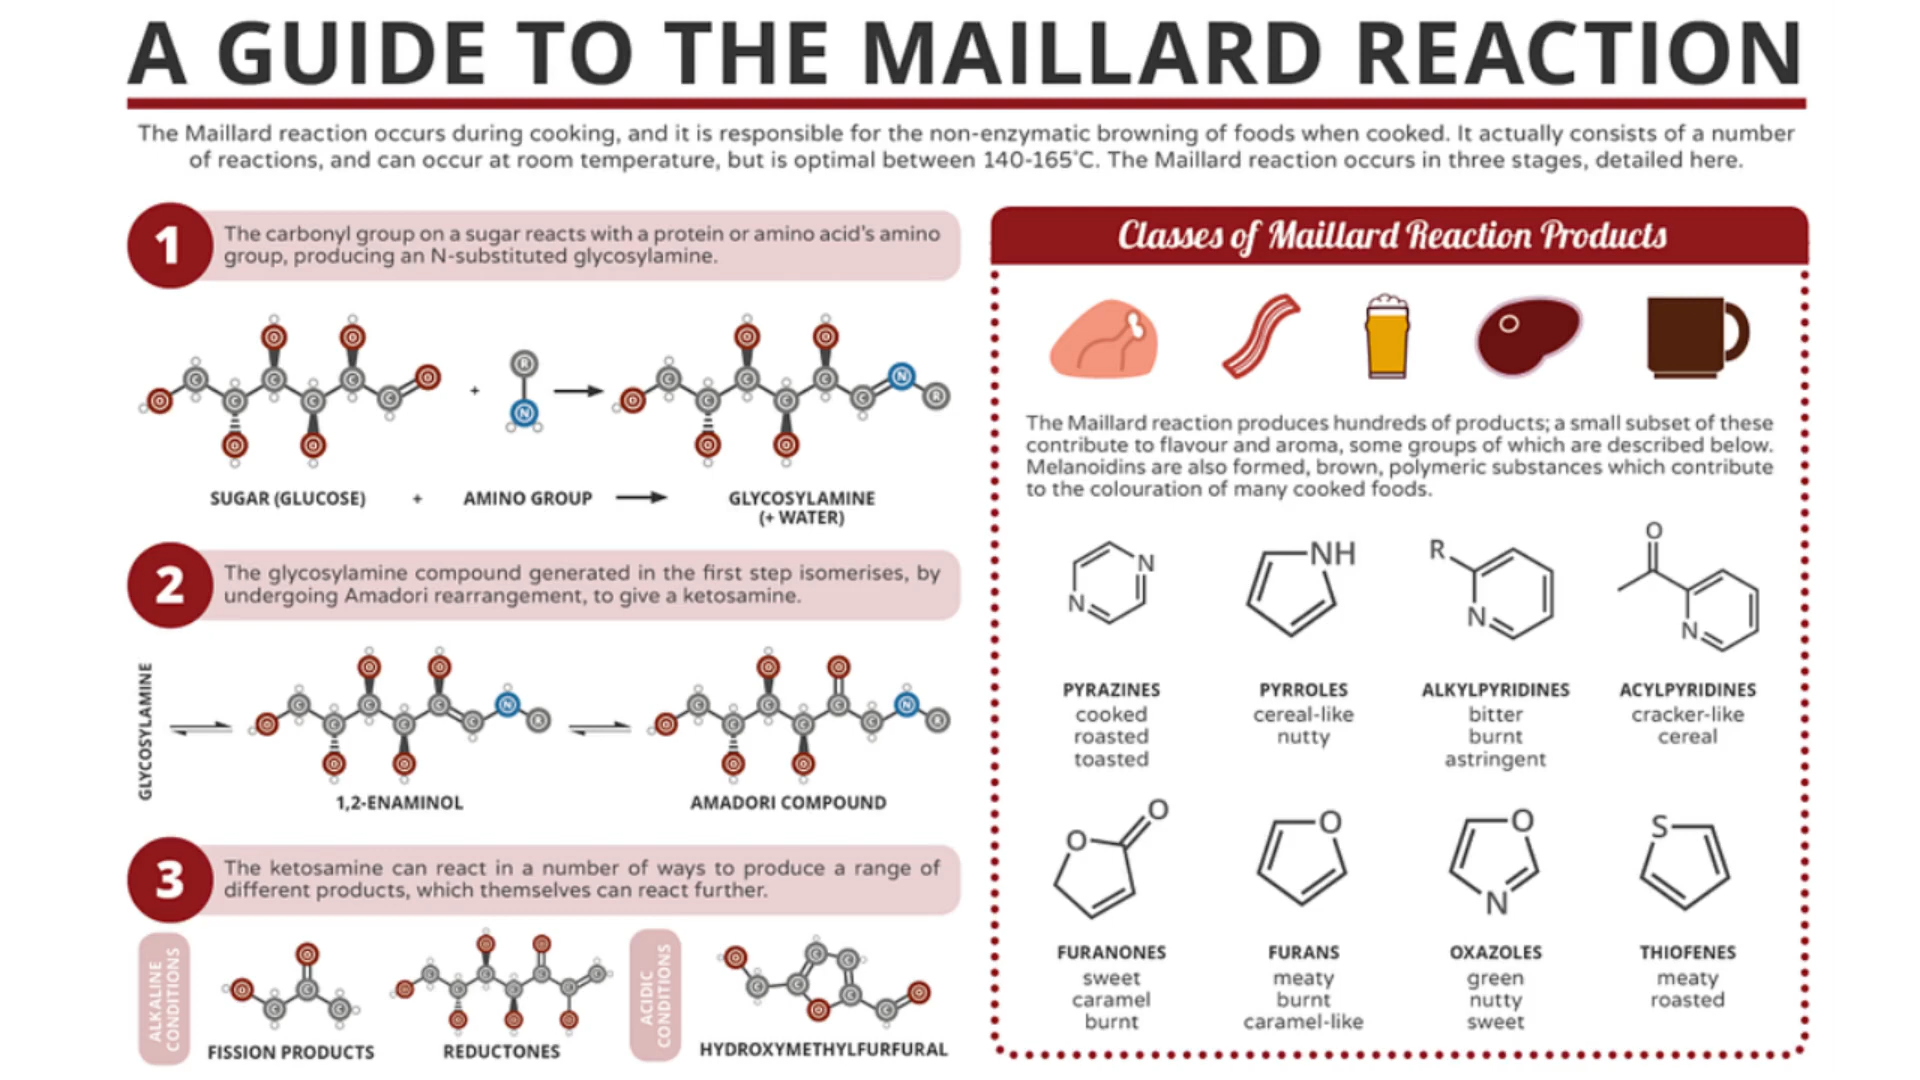 A GUIDE TO THE MAILLARD REACTION
The Maillard reaction occurs during cooking, and it is responsible for the non-enzymatic browning of foods when cooked. It actually consists of a number
of reactions, and can occur at room temperature, but is optimal between 140-165°C. The Maillard reaction occurs in three stages, detailed here.
1
The carbonyl group on a sugar reacts with a protein or amino acid's amino
group, producing an N-substituted glycosylamine.
O C C O C O C O C O C O + R N O C C O C O C O C O C N R
SUGAR (GLUCOSE) + AMINO GROUP GLYCOSYLAMINE
(+ WATER)
2
The glycosylamine compound generated in the first step isomerises, by
undergoing Amadori rearrangement, to give a ketosamine.
GLYCOSYLAMINE
O C C O C O C O C O C N R
1,2-ENAMINOL
O C C O C O C O C O C N R
AMADORI COMPOUND
3
The ketosamine can react in a number of ways to produce a range of
different products, which themselves can react further.
ALKALINE
CONDITIONS
O C C O C
FISSION PRODUCTS
O C C O C O C O C O C O C
REDUCTONES
ACIDIC
CONDITIONS
O C C C C O C C O
HYDROXYMETHYLFURFURAL
Classes of Maillard Reaction Products
The Maillard reaction produces hundreds of products; a small subset of these
contribute to flavour and aroma, some groups of which are described below.
Melanoidins are also formed, brown, polymeric substances which contribute
to the colouration of many cooked foods.
N
N
NH
R
N
O
N
PYRAZINES
cooked
roasted
toasted
PYRROLES
cereal-like
nutty
ALKYLPYRIDINES
bitter
burnt
astringent
ACYLPYRIDINES
cracker-like
cereal
O
O
O
O
N
S
FURANONES
sweet
caramel
burnt
FURANS
meaty
burnt
caramel-like
OXAZOLES
green
nutty
sweet
THIOFENES
meaty
roasted